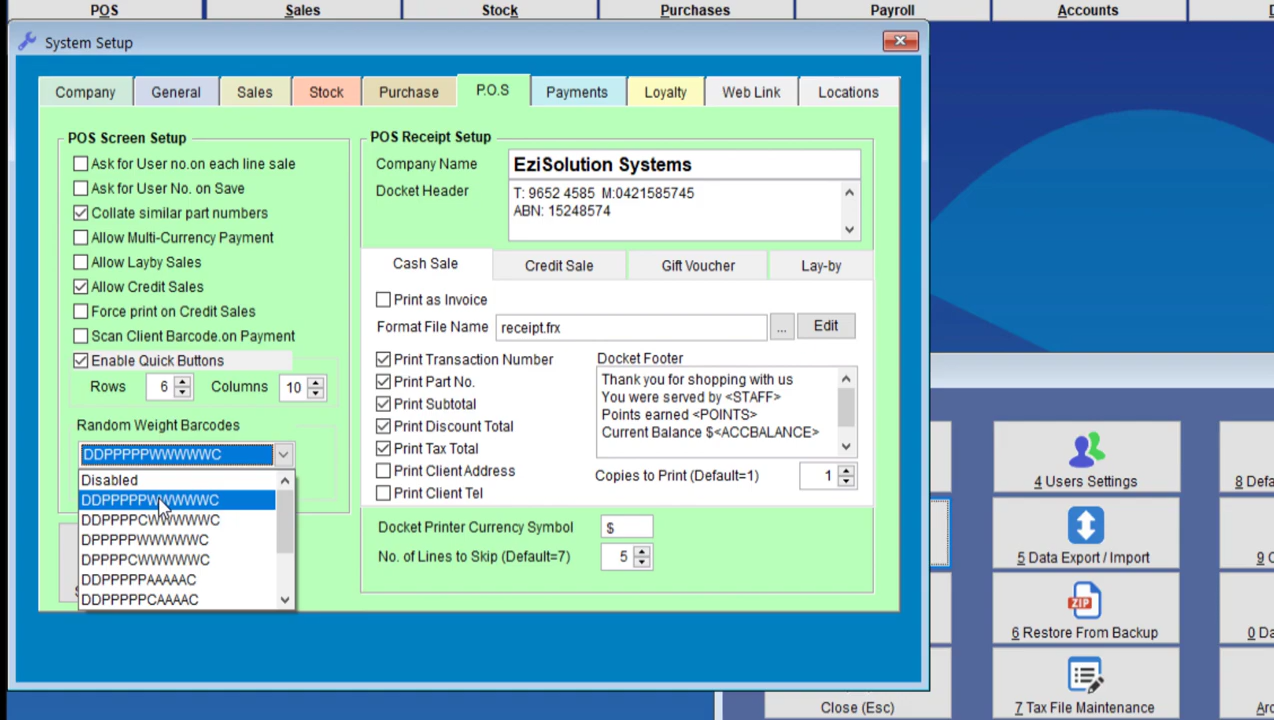 POS
Sales
Stock
Purchases
Payroll
Accounts
System Setup
Company
General
Sales
Stock
Purchase
P.O.S
Payments
Loyalty
Web Link
Locations
POS Screen Setup
Ask for User no.on each line sale
Ask for User No. on Save
Collate similar part numbers
Allow Multi-Currency Payment
Allow Layby Sales
Allow Credit Sales
Force print on Credit Sales
Scan Client Barcode.on Payment
Enable Quick Buttons
Rows 6 Columns 10
Random Weight Barcodes
DDPPPPPWWWWWC
Disabled
DDPPPPPWWWWWC
DDPPPPCWWWWWC
DPPPPPWWWWWC
DPPPPCWWWWWC
DDPPPPPAAAAAC
DDPPPPPCAAAAC
POS Receipt Setup
Company Name EziSolution Systems
Docket Header T: 9652 4585 M:0421585745
ABN: 15248574
Cash Sale
Credit Sale
Gift Voucher
Lay-by
Print as Invoice
Format File Name receipt.frx ... Edit
Print Transaction Number
Print Part No.
Print Subtotal
Print Discount Total
Print Tax Total
Print Client Address
Print Client Tel
Docket Footer
Thank you for shopping with us
You were served by <STAFF>
Points earned <POINTS>
Current Balance $<ACCBALANCE>
Copies to Print (Default=1) 1
Docket Printer Currency Symbol $
No. of Lines to Skip (Default=7) 5
4 Users Settings
5 Data Export / Import
6 Restore From Backup
7 Tax File Maintenance
Close (Esc)